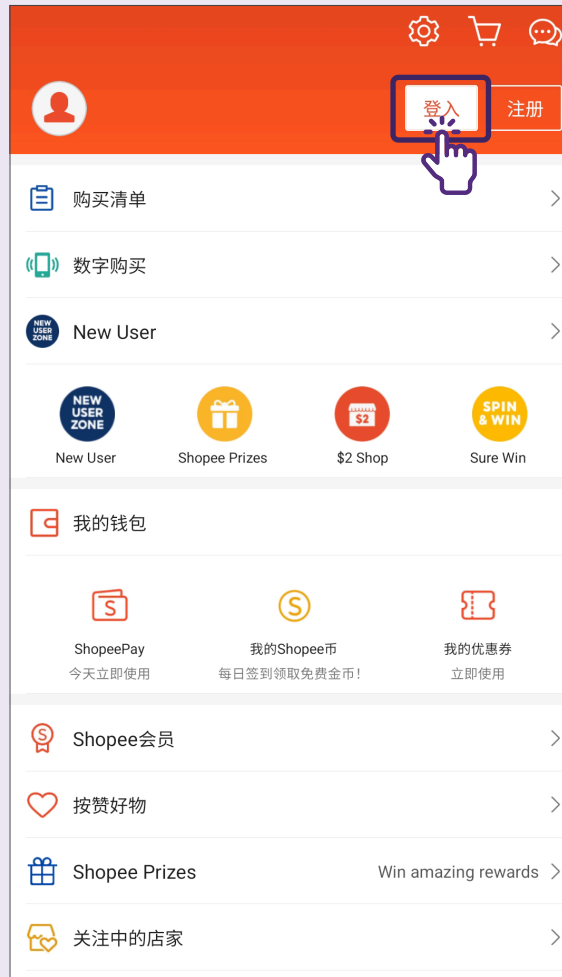 登入
注册
购买清单
数字购买
NEW USER ZONE
New User
NEW
USER
ZONE
$2
SPIN
& WIN
New User
Shopee Prizes
$2 Shop
Sure Win
我的钱包
S
S
S
ShopeePay
我的Shopee币
我的优惠券
今天立即使用
每日签到领取免费金币！
立即使用
S
Shopee会员
按赞好物
Shopee Prizes
Win amazing rewards
关注中的店家